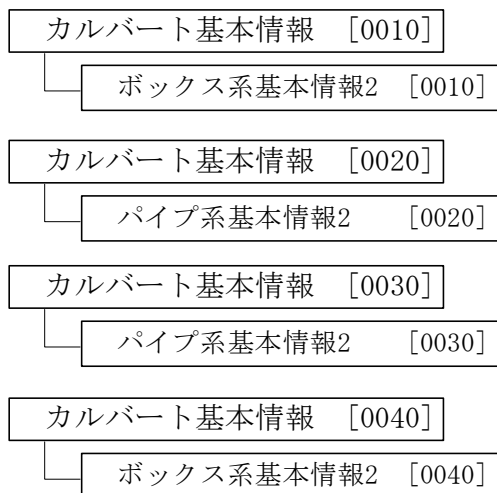 カルバート基本情報　[0010]
ボックス系基本情報2　[0010]
カルバート基本情報　[0020]
パイプ系基本情報2　　[0020]
カルバート基本情報　[0030]
パイプ系基本情報2　　[0030]
カルバート基本情報　[0040]
ボックス系基本情報2　[0040]